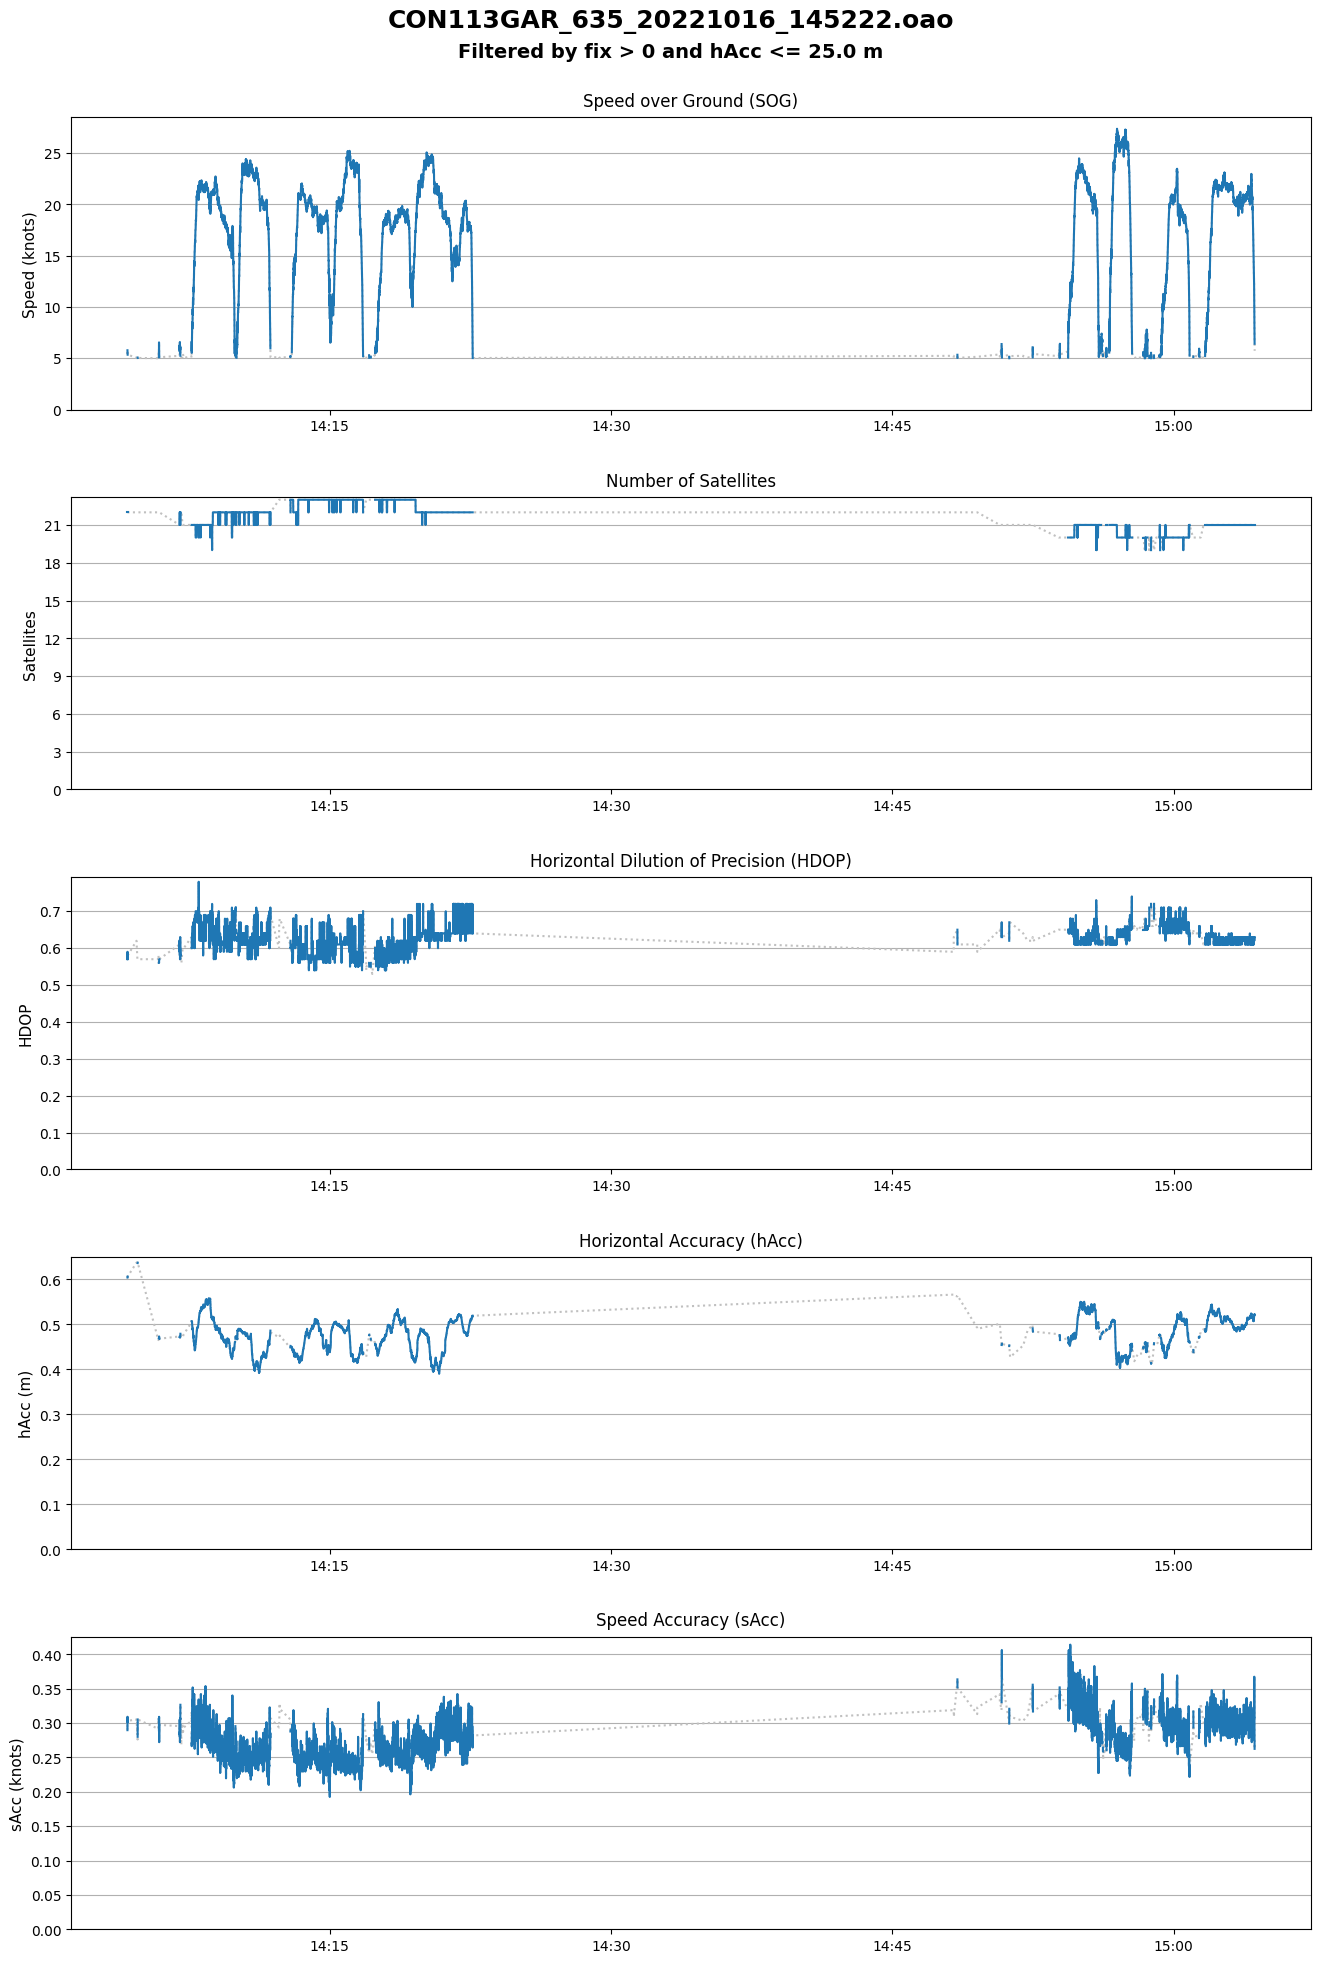 CON113GAR_635_20221016_145222.oao
Filtered by fix > 0 and hAcc <= 25.0 m
Speed over Ground (SOG)
Speed (knots)
25
20
15
10
5
0
14:15 14:30 14:45 15:00
Number of Satellites
Satellites
21
18
15
12
9
6
3
0
14:15 14:30 14:45 15:00
Horizontal Dilution of Precision (HDOP)
HDOP
0.7
0.6
0.5
0.4
0.3
0.2
0.1
0.0
14:15 14:30 14:45 15:00
Horizontal Accuracy (hAcc)
hAcc (m)
0.6
0.5
0.4
0.3
0.2
0.1
0.0
14:15 14:30 14:45 15:00
Speed Accuracy (sAcc)
sAcc (knots)
0.40
0.35
0.30
0.25
0.20
0.15
0.10
0.05
0.00
14:15 14:30 14:45 15:00